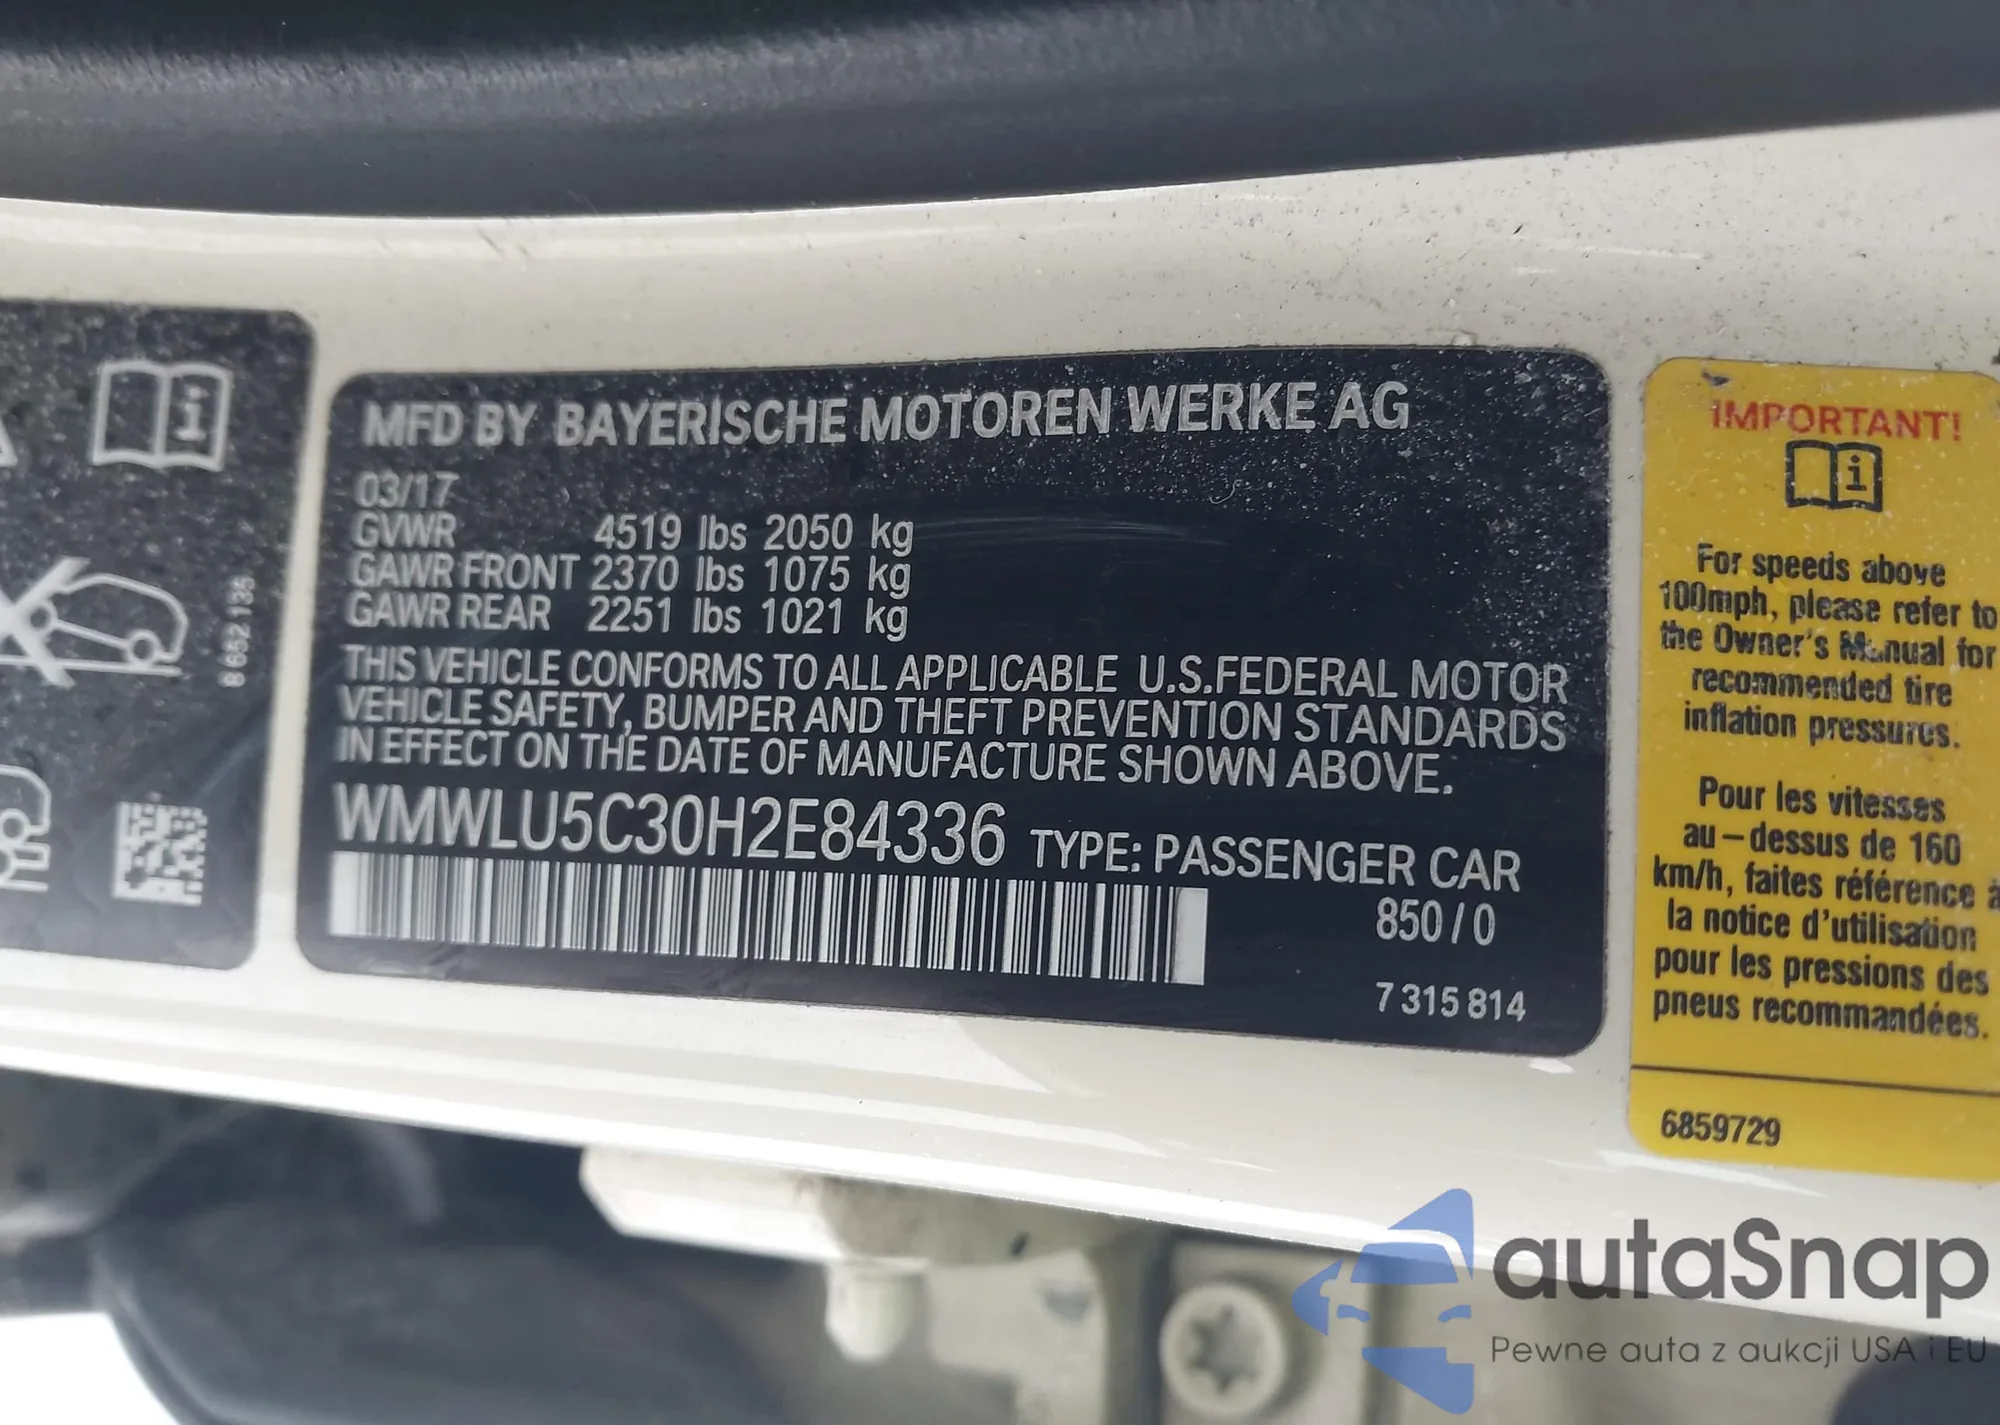 8 652 135
MFD BY BAYERISCHE MOTOREN WERKE AG
03/17
GVWR 4519 lbs 2050 kg
GAWR FRONT 2370 lbs 1075 kg
GAWR REAR 2251 lbs 1021 kg
THIS VEHICLE CONFORMS TO ALL APPLICABLE U.S.FEDERAL MOTOR
VEHICLE SAFETY, BUMPER AND THEFT PREVENTION STANDARDS
IN EFFECT ON THE DATE OF MANUFACTURE SHOWN ABOVE.
WMWLU5C30H2E84336 TYPE: PASSENGER CAR
850 / 0
7 315 814
IMPORTANT!
For speeds above
100mph, please refer to
the Owner's Manual for
recommended tire
inflation pressures.
Pour les vitesses
au-dessus de 160
km/h, faites référence à
la notice d'utilisation
pour les pressions des
pneus recommandées.
6859729
autaSnap
Pewne auta z aukcji USA i EU